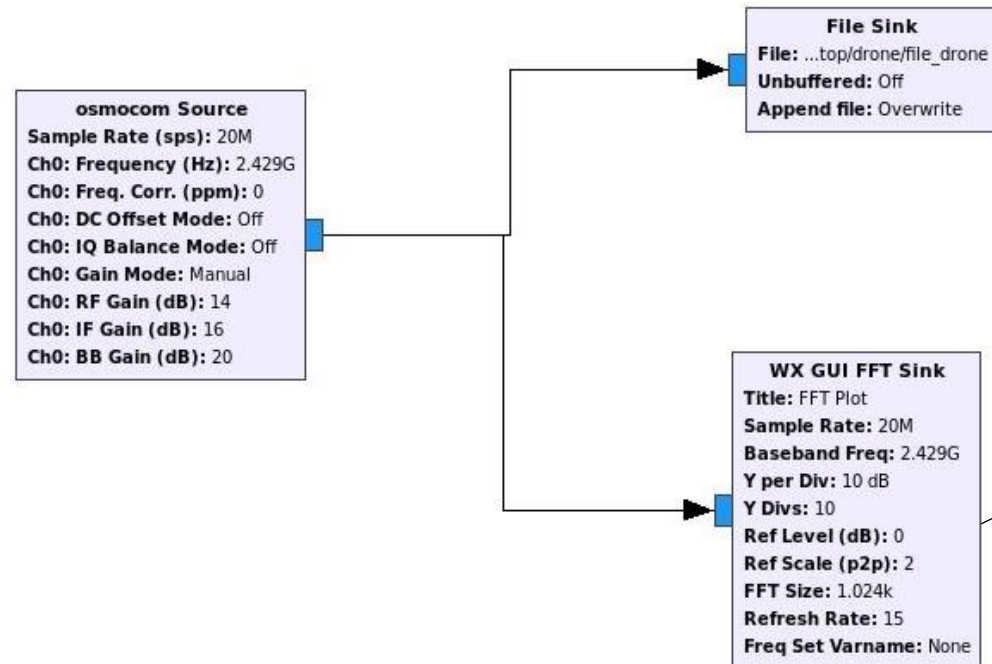 osmocom Source
Sample Rate (sps): 20M
Ch0: Frequency (Hz): 2.429G
Ch0: Freq. Corr. (ppm): 0
Ch0: DC Offset Mode: Off
Ch0: IQ Balance Mode: Off
Ch0: Gain Mode: Manual
Ch0: RF Gain (dB): 14
Ch0: IF Gain (dB): 16
Ch0: BB Gain (dB): 20
File Sink
File: ...top/drone/file_drone
Unbuffered: Off
Append file: Overwrite
WX GUI FFT Sink
Title: FFT Plot
Sample Rate: 20M
Baseband Freq: 2.429G
Y per Div: 10 dB
Y Divs: 10
Ref Level (dB): 0
Ref Scale (p2p): 2
FFT Size: 1.024k
Refresh Rate: 15
Freq Set Varname: None